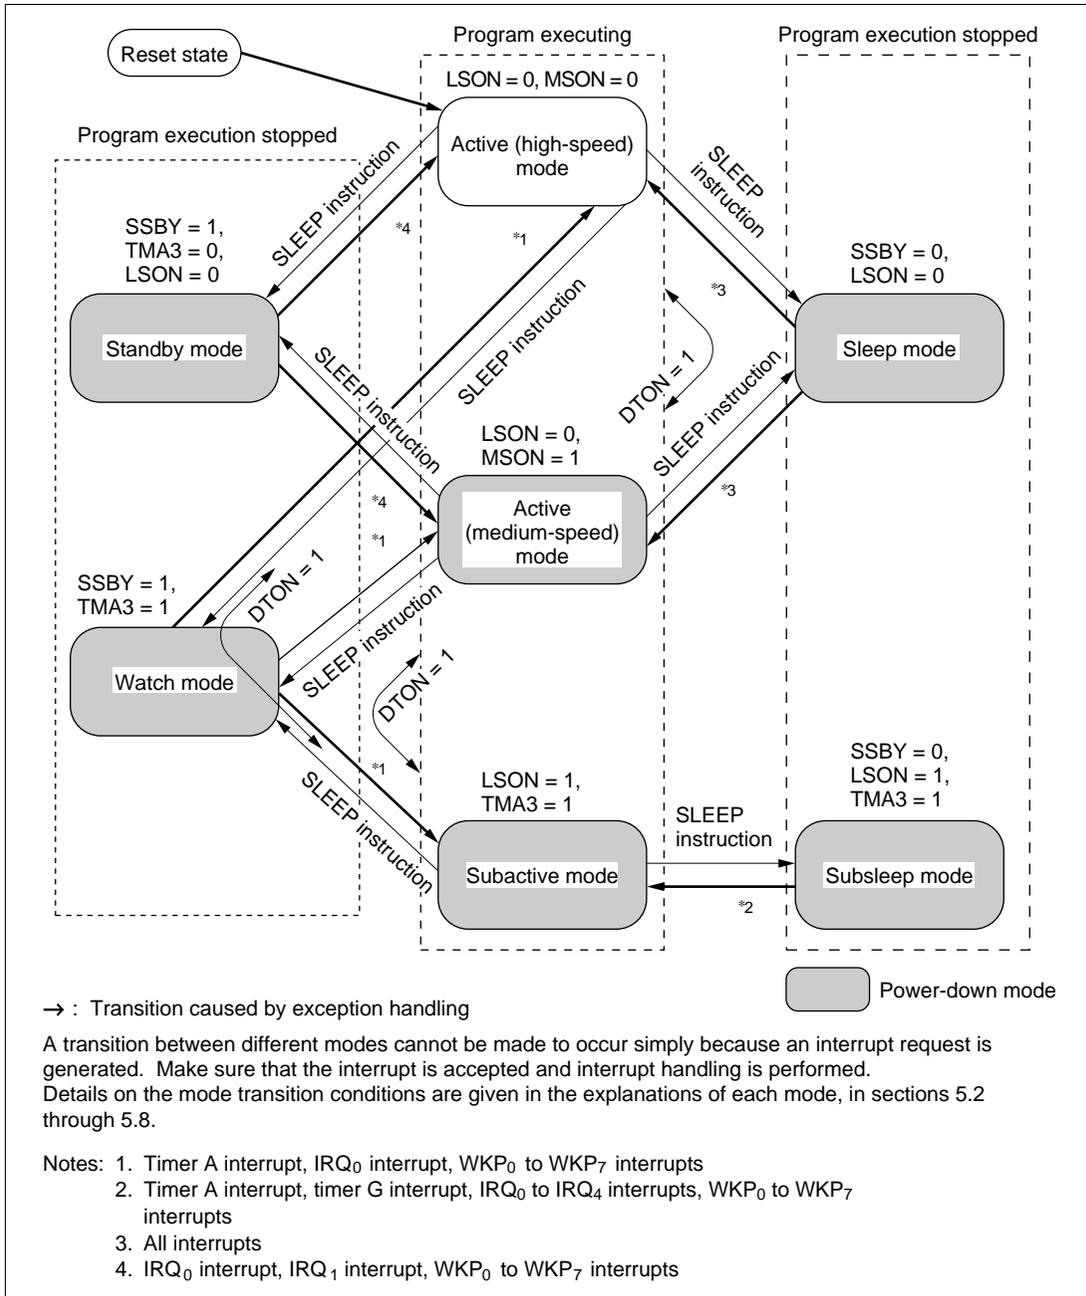 Program executing
Program execution stopped
Reset state
LSON = 0, MSON = 0
Program execution stopped
Active (high-speed)
mode
SLEEP instruction
SLEEP
instruction
*4
*1
SSBY = 1,
TMA3 = 0,
LSON = 0
SSBY = 0,
LSON = 0
*3
Standby mode
Sleep mode
SLEEP instruction
SLEEP instruction
DTON = 1
SLEEP instruction
LSON = 0,
MSON = 1
*4
*3
Active
(medium-speed)
mode
*1
SSBY = 1,
TMA3 = 1
DTON = 1
SLEEP instruction
DTON = 1
Watch mode
*1
SLEEP instruction
LSON = 1,
TMA3 = 1
SSBY = 0,
LSON = 1,
TMA3 = 1
SLEEP
instruction
Subactive mode
Subsleep mode
*2
Power-down mode
→ : Transition caused by exception handling
A transition between different modes cannot be made to occur simply because an interrupt request is
generated. Make sure that the interrupt is accepted and interrupt handling is performed.
Details on the mode transition conditions are given in the explanations of each mode, in sections 5.2
through 5.8.
Notes: 1. Timer A interrupt, IRQ0 interrupt, WKP0 to WKP7 interrupts
2. Timer A interrupt, timer G interrupt, IRQ0 to IRQ4 interrupts, WKP0 to WKP7
interrupts
3. All interrupts
4. IRQ0 interrupt, IRQ1 interrupt, WKP0 to WKP7 interrupts